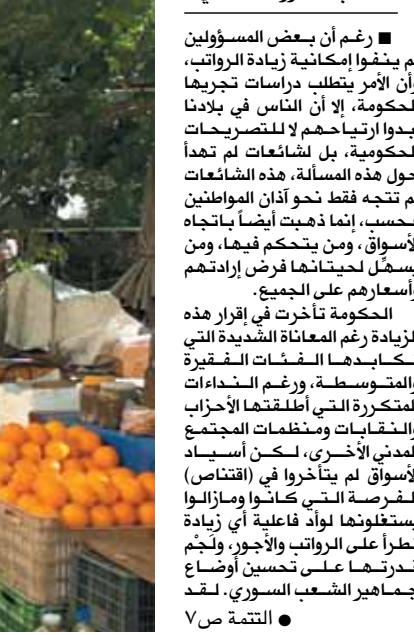 ■ رغم أن بعض المسؤولين
لم ينفوا إمكانية زيادة الرواتب،
وأن الأمر يتطلب دراسات تجريها
الحكومة، إلا أن الناس في بلادنا
أبدوا ارتياحهم لا للتصريحات
الحكومية، بل لشائعات لم تهدأ
حول هذه المسألة، هذه الشائعات
لم تتجه فقط نحو آذان المواطنين
فحسب، إنما ذهبت أيضاً باتجاه
الأسواق، ومن يتحكم فيها، ومن
يسهّل لحيتانها فرض إرادتهم
وأسعارهم على الجميع.
الحكومة تأخرت في إقرار هذه
الزيادة رغم المعاناة الشديدة التي
تكابدها الفئات الفقيرة
والمتوسطة، ورغم النداءات
المتكررة التي أطلقتها الأحزاب
والنقابات ومنظمات المجتمع
المدني الأخرى، لكن أسياد
الأسواق لم يتأخروا في (اقتناص)
الفرصة التي كانوا ومازالوا
يستغلونها لوأد فاعلية أي زيادة
تطرأ على الرواتب والأجور، ولَجْم
قدرتها على تحسين أوضاع
جماهير الشعب السوري. لقد
● التتمة ص٧